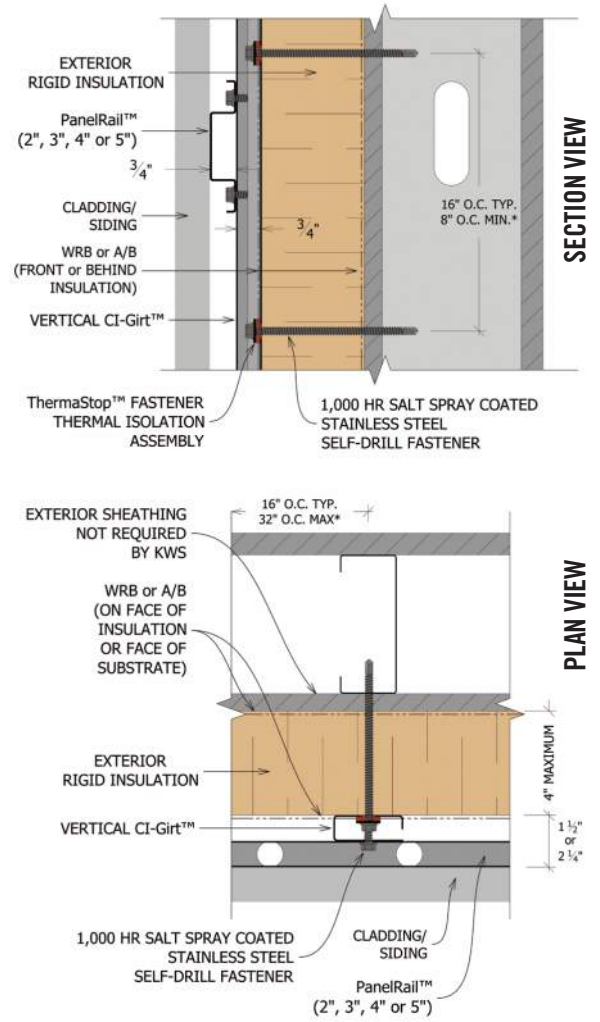 EXTERIOR
RIGID INSULATION
PanelRail™
(2", 3", 4" or 5")
3/4"
CLADDING/
SIDING
3/4"
WRB or A/B
(FRONT or BEHIND
INSULATION)
VERTICAL CI-Girt™
ThermaStop™ FASTENER
THERMAL ISOLATION
ASSEMBLY
1,000 HR SALT SPRAY COATED
STAINLESS STEEL
SELF-DRILL FASTENER
16" O.C. TYP.
8" O.C. MIN.*
SECTION VIEW
16" O.C. TYP.
32" O.C. MAX*
EXTERIOR SHEATHING
NOT REQUIRED
BY KWS
WRB or A/B
(ON FACE OF
INSULATION
OR FACE OF
SUBSTRATE)
EXTERIOR
RIGID INSULATION
VERTICAL CI-Girt™
1,000 HR SALT SPRAY COATED
STAINLESS STEEL
SELF-DRILL FASTENER
CLADDING/
SIDING
PanelRail™
(2", 3", 4" or 5")
4" MAXIMUM
1 ½"
or
2 ¼"
PLAN VIEW